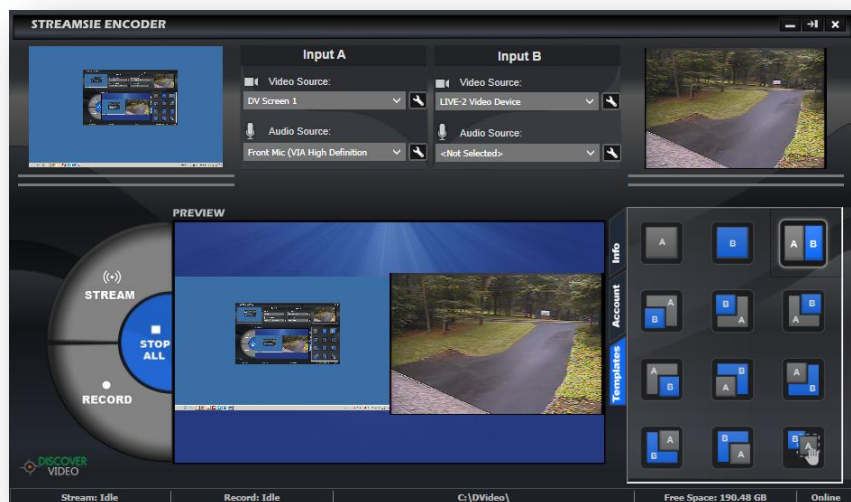 STREAMSIE ENCODER
Input A
Input B
Video Source:
Video Source:
DV Screen 1
LIVE-2 Video Device
Audio Source:
Audio Source:
Front Mic (VIA High Definition
<Not Selected>
PREVIEW
STREAM
STOP
ALL
RECORD
Info
Account
Templates
A
B
A B
B A
B A
A B
A B
A B
A B
B A
B A
B A
DISCOVER
VIDEO
Stream: Idle
Record: Idle
C:\DVideo\
Free Space: 190.48 GB
Online